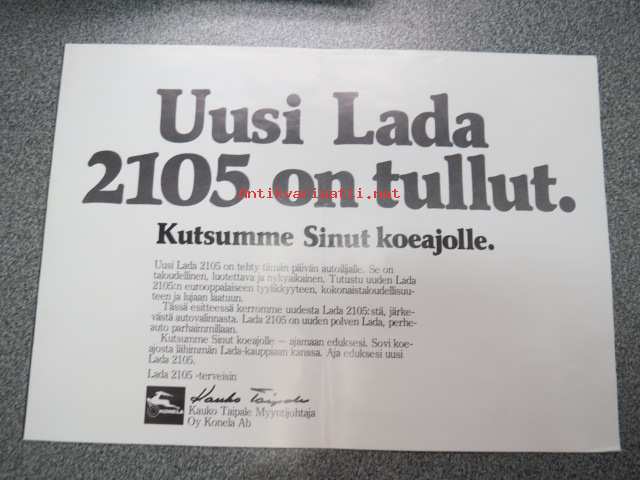 Uusi Lada
2105 on tullut.
Antikvariaatti.net
Kutsumme Sinut koeajolle.
Uusi Lada 2105 on tehty tämän päivän autoilijalle. Se on
taloudellinen, luotettava ja nykyaikainen. Tutustu uuden Lada
2105:n eurooppalaiseen tyylikkyyteen, kokonaistaloudellisuu-
teen ja lujaan laatuun.
Tässä esitteessä kerromme uudesta Lada 2105:stä, järke-
västä autovalinnasta. Lada 2105 on uuden polven Lada, perhe-
auto parhaimmillaan.
Kutsumme Sinut koeajolle – ajamaan eduksesi. Sovi koe-
ajosta lähimmän Lada-kauppiaan kanssa. Aja eduksesi uusi
Lada 2105.
Lada 2105 -terveisin
Kauko Taipale
KONELA
Kauko Taipale Myyntijohtaja
Oy Konela Ab